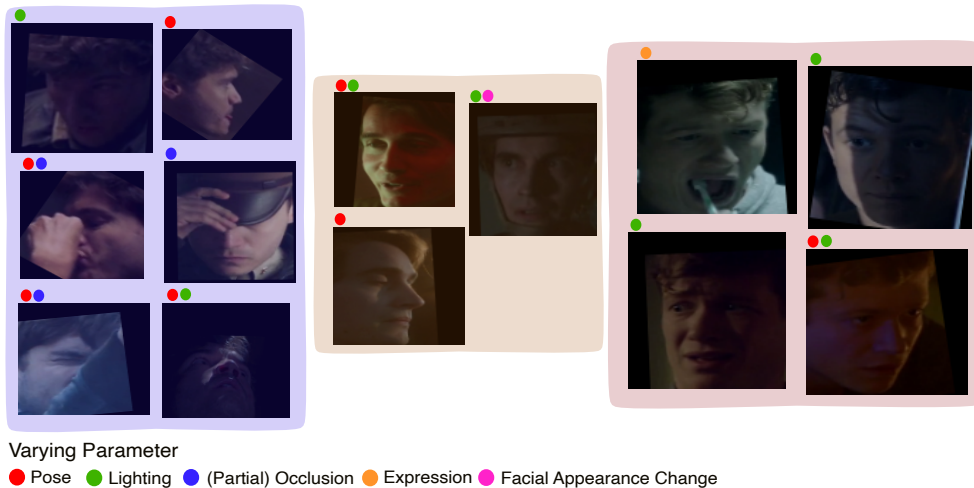 Varying Parameter
Pose Lighting (Partial) Occlusion Expression Facial Appearance Change